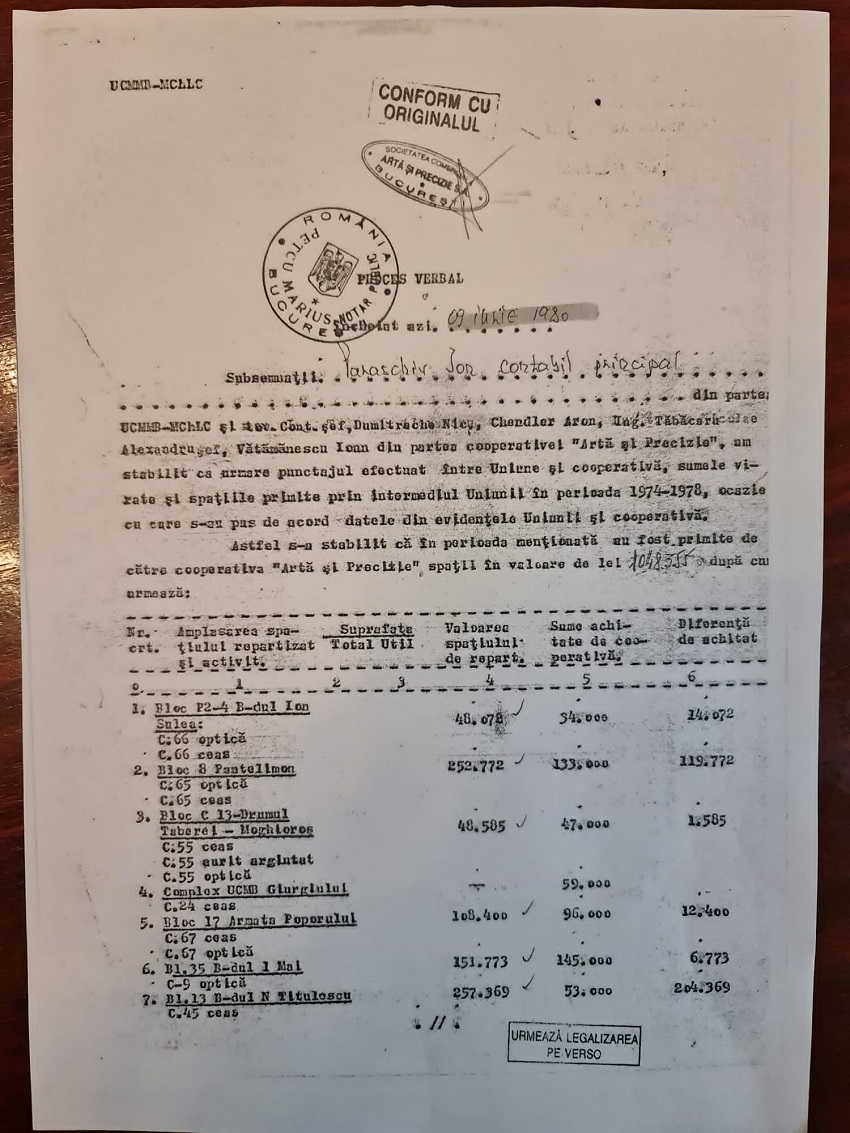 UCMMB-MCLLC
CONFORM CU
ORIGINALUL
SOCIETATEA
ARTĂ ŞI PRECIZIE S.A.
BUCUREŞTI
ROMÂNIA
PETCU MARIUS NOTAR PUBLIC
BUCUREŞTI
PROCES VERBAL
Încheiat azi. 09 iunie 1980
Subsemnaţii. Paraschiv Ion contabil principal
din partea
UCMMB-MChLC şi Cont.şef,Dumitrache Nicu, Chendler Aron, Ing.
Vătămănescu Ioan din partea cooperativei "Artă şi Precizie", am
stabilit ca urmare punctajul efectuat între Uniune şi cooperativă, sumele vi-
rate şi spaţiile primite prin intermediul Uniunii în perioada 1974-1978, ocazie
cu care s-au pus de acord datele din evidenţele Uniunii şi cooperativă.
Astfel s-a stabilit că în perioada menţionată au fost primite de
către cooperativa "Artă şi Precizie", spaţii în valoare de lei 1048355 după cu
urmează:
Nr. Amplasarea spa- Suprafaţa Valoarea Sume achi- Diferenţă
crt. ţiului repartizat Total Util spaţiului tate de coo- de achitat
şi activit. de repart. perativă.
0 1 2 3 4 5 6
1. Bloc P2-4 B-dul Ion 48.072 34.000 14.072
Sulea:
C.66 optică
C.66 ceas
2. Bloc 8 Pantelimon 252.772 133.000 119.772
C.65 optică
C.65 ceas
3. Bloc C 13-Drumul 48.585 47.000 1.585
Taberei - Moghioros
C.55 ceas
C.55 aurit argintat
C.55 optică
4. Complex UCMB Giurgiului - 59.000
C.24 ceas
5. Bloc 17 Armata Poporului 108.400 96.000 12.400
C.67 ceas
C.67 optică
6. Bl.35 B-dul 1 Mai 151.773 145.000 6.773
C-9 optică
7. Bl.13 B-dul N Titulescu 257.369 53.000 204.369
C.45 ceas
. // .
URMEAZĂ LEGALIZAREA
PE VERSO